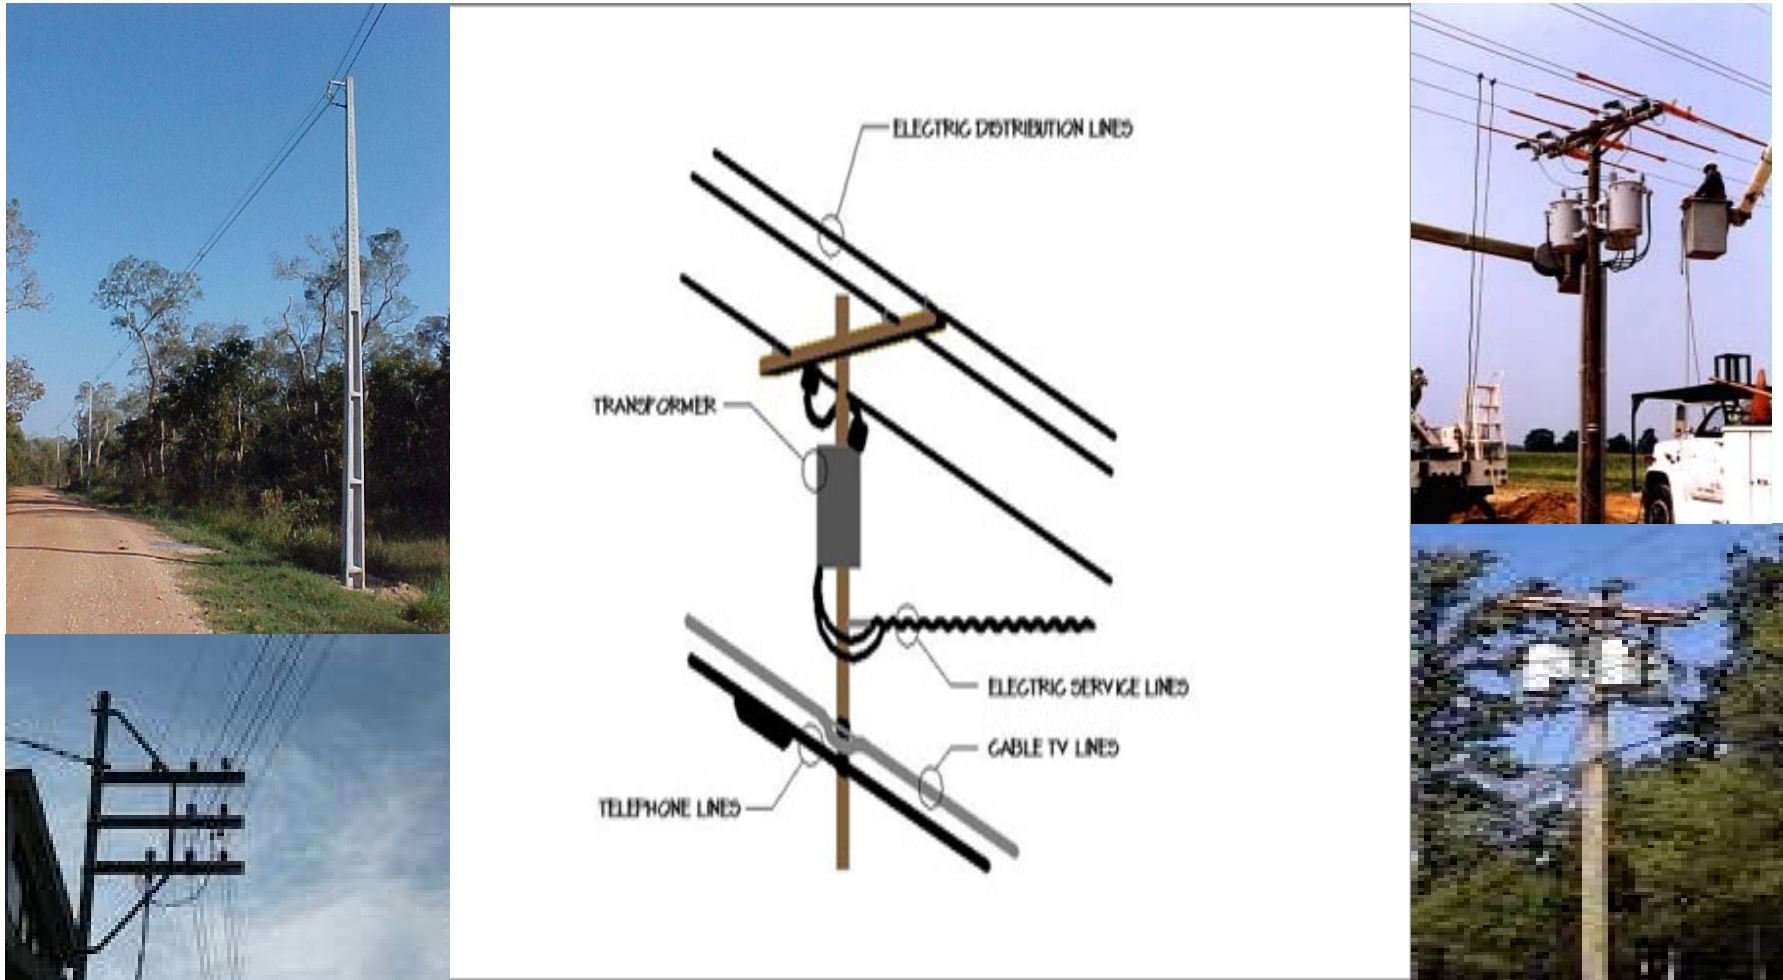 ELECTRIC DISTRIBUTION LINES
TRANSFORMER
ELECTRIC SERVICE LINES
CABLE TV LINES
TELEPHONE LINES